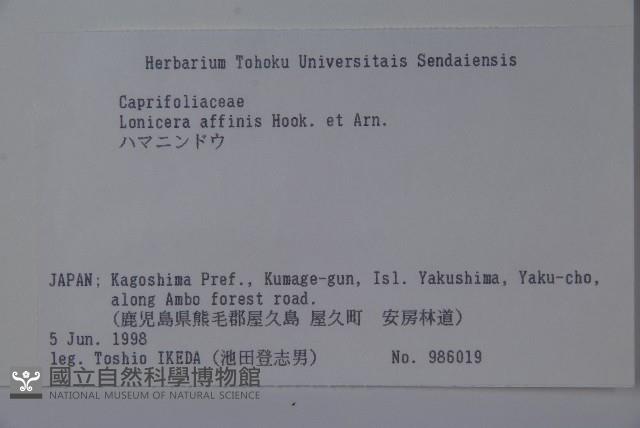 Herbarium Tohoku Universitais Sendaiensis
Caprifoliaceae
Lonicera affinis Hook. et Arn.
ハマニンドウ
JAPAN; Kagoshima Pref., Kumage-gun, Isl. Yakushima, Yaku-cho,
along Ambo forest road.
(鹿児島県熊毛郡屋久島 屋久町 安房林道)
5 Jun. 1998
leg. Toshio IKEDA (池田登志男) No. 986019
國立自然科學博物館
NATIONAL MUSEUM OF NATURAL SCIENCE